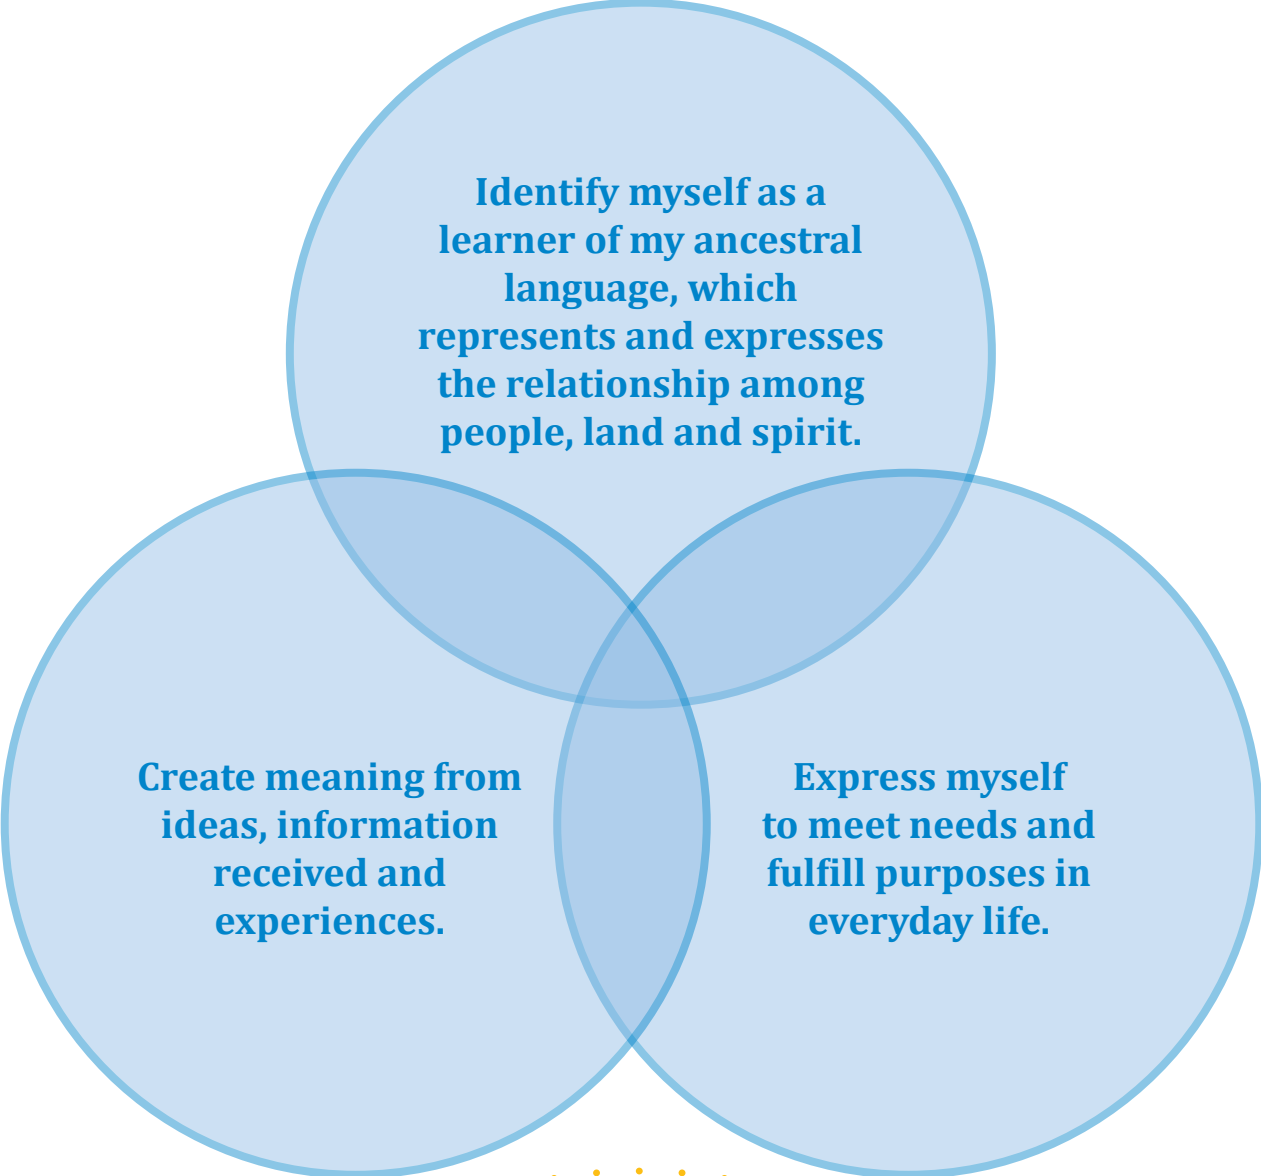 Identify myself as a
learner of my ancestral
language, which
represents and expresses
the relationship among
people, land and spirit.
Create meaning from
ideas, information
received and
experiences.
Express myself
to meet needs and
fulfill purposes in
everyday life.